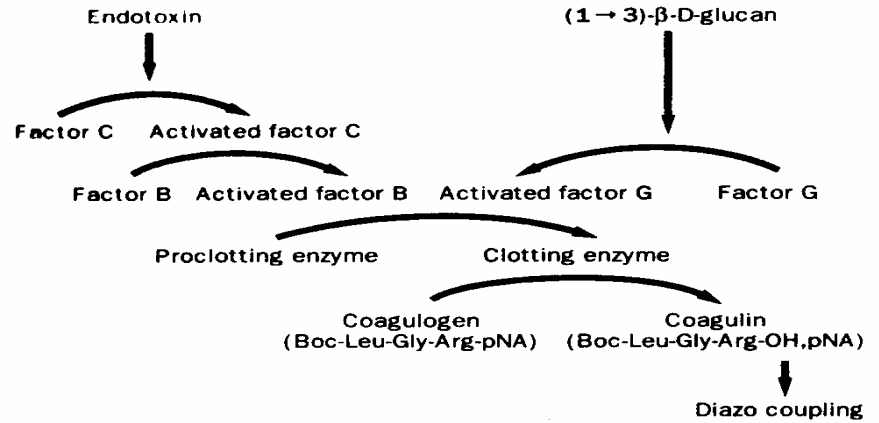 Endotoxin
(1→3)-β-D-glucan
Factor C
Activated factor C
Factor B
Activated factor B
Activated factor G
Factor G
Proclotting enzyme
Clotting enzyme
Coagulogen
(Boc-Leu-Gly-Arg-pNA)
Coagulin
(Boc-Leu-Gly-Arg-OH,pNA)
Diazo coupling